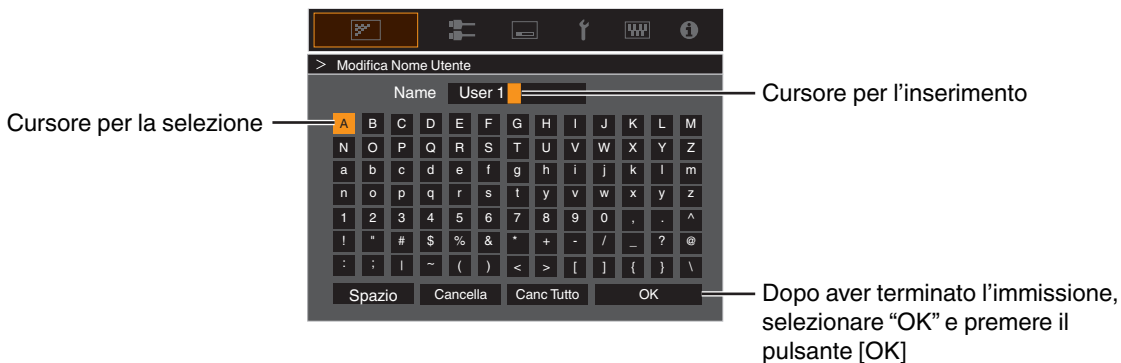 > Modifica Nome Utente
Name User 1
Cursore per l'inserimento
Cursore per la selezione
A B C D E F G H I J K L M
N O P Q R S T U V W X Y Z
a b c d e f g h i j k l m
n o p q r s t y v w x y z
1 2 3 4 5 6 7 8 9 0 , . ^
! " # $ % & * + - / _ ? @
: ; | ~ ( ) < > [ ] { } \
Spazio Cancella Canc Tutto OK
Dopo aver terminato l'immissione,
selezionare “OK” e premere il
pulsante [OK]